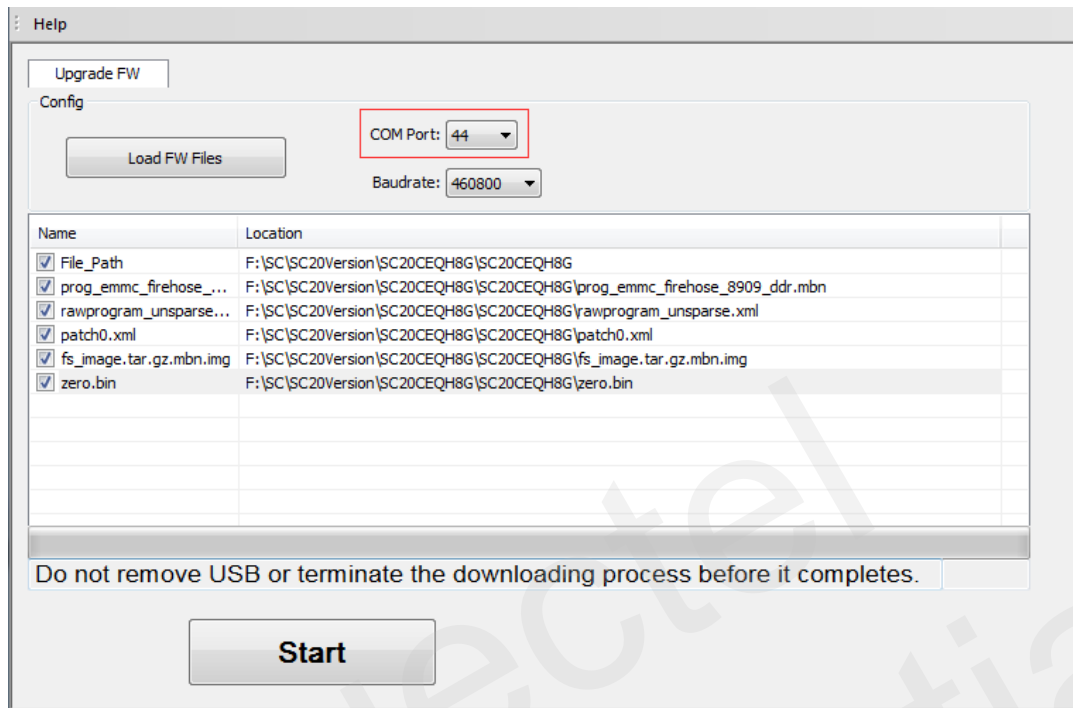 Help
Upgrade FW
Config
COM Port: 44
Load FW Files
Baudrate: 460800
Name Location
File_Path F:\SC\SC20Version\SC20CEQH8G\SC20CEQH8G
prog_emmc_firehose_... F:\SC\SC20Version\SC20CEQH8G\SC20CEQH8G\prog_emmc_firehose_8909_ddr.mbn
rawprogram_unsparse... F:\SC\SC20Version\SC20CEQH8G\SC20CEQH8G\rawprogram_unsparse.xml
patch0.xml F:\SC\SC20Version\SC20CEQH8G\SC20CEQH8G\patch0.xml
fs_image.tar.gz.mbn.img F:\SC\SC20Version\SC20CEQH8G\SC20CEQH8G\fs_image.tar.gz.mbn.img
zero.bin F:\SC\SC20Version\SC20CEQH8G\SC20CEQH8G\zero.bin
Do not remove USB or terminate the downloading process before it completes.
Start